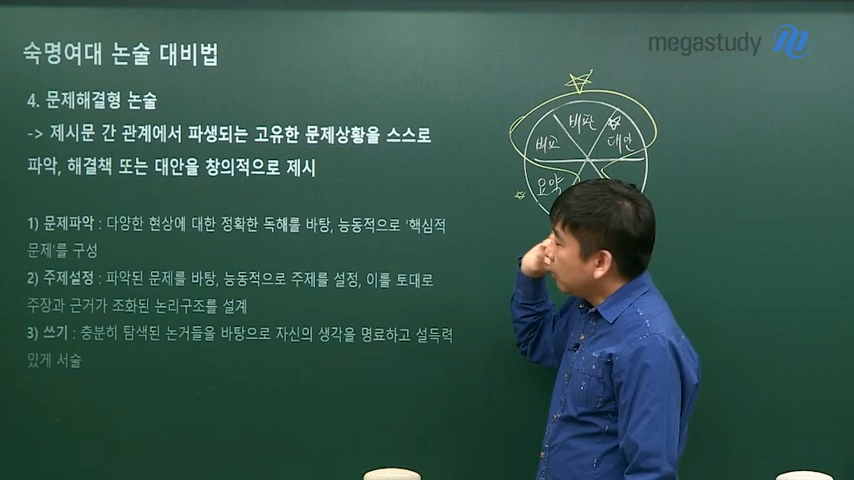 megastudy
숙명여대 논술 대비법
4. 문제해결형 논술
-> 제시문 간 관계에서 파생되는 고유한 문제상황을 스스로
파악, 해결책 또는 대안을 창의적으로 제시
1) 문제파악 : 다양한 현상에 대한 정확한 독해를 바탕, 능동적으로 '핵심적
문제'를 구성
2) 주제설정 : 파악된 문제를 바탕, 능동적으로 주제를 설정, 이를 토대로
주장과 근거가 조화된 논리구조를 설계
3) 쓰기 : 충분히 탐색된 논거들을 바탕으로 자신의 생각을 명료하고 설득력
있게 서술
비판
비교
대안
요약